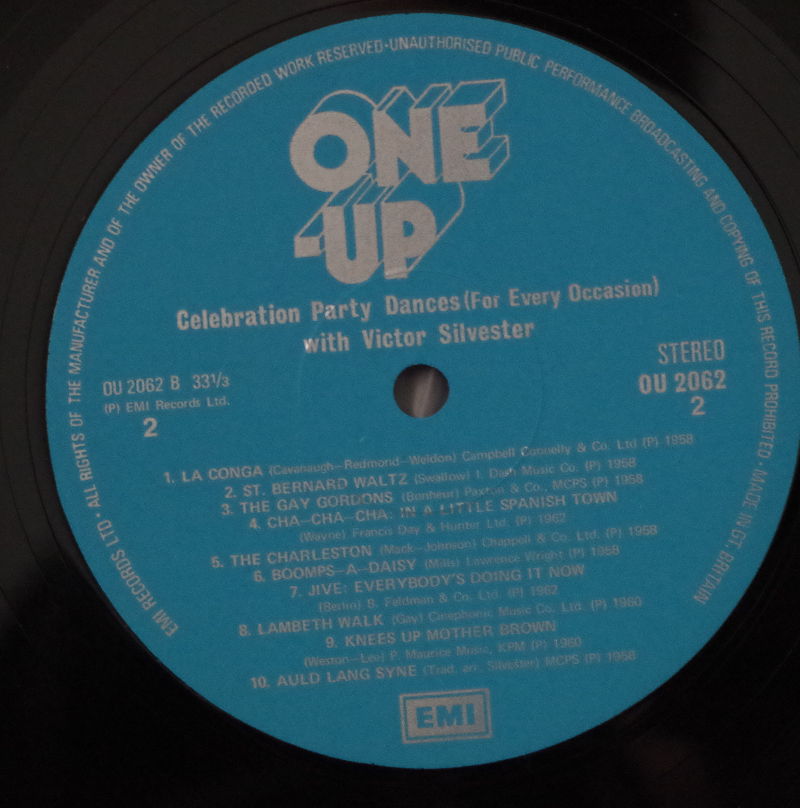 EMI RECORDS LTD · ALL RIGHTS OF THE MANUFACTURER AND OF THE OWNER OF THE RECORDED WORK RESERVED · UNAUTHORISED PUBLIC PERFORMANCE BROADCASTING AND COPYING OF THIS RECORD PROHIBITED · MADE IN GT. BRITAIN
ONE
-UP
Celebration Party Dances (For Every Occasion)
with Victor Silvester
OU 2062 B 33 1/3
(P) EMI Records Ltd.
2
STEREO
OU 2062
2
1. LA CONGA (Cavanaugh–Redmond–Weldon) Campbell Connelly & Co. Ltd (P) 1958
2. ST. BERNARD WALTZ (Swallow) I. Dash Music Co. (P) 1958
3. THE GAY GORDONS (Bonheur) Paxton & Co., MCPS (P) 1958
4. CHA–CHA–CHA: IN A LITTLE SPANISH TOWN
(Wayne) Francis Day & Hunter Ltd. (P) 1962
5. THE CHARLESTON (Mack–Johnson) Chappell & Co. Ltd. (P) 1958
6. BOOMPS–A–DAISY (Mills) Lawrence Wright (P) 1958
7. JIVE: EVERYBODY'S DOING IT NOW
(Berlin) B. Feldman & Co. (P) 1962
8. LAMBETH WALK (Gay) Cinephonic Music Co. Ltd. (P) 1960
9. KNEES UP MOTHER BROWN
(Weston–Lee) P. Maurice Music, KPM (P) 1960
10. AULD LANG SYNE (Trad. arr. Silvester) MCPS (P) 1958
EMI